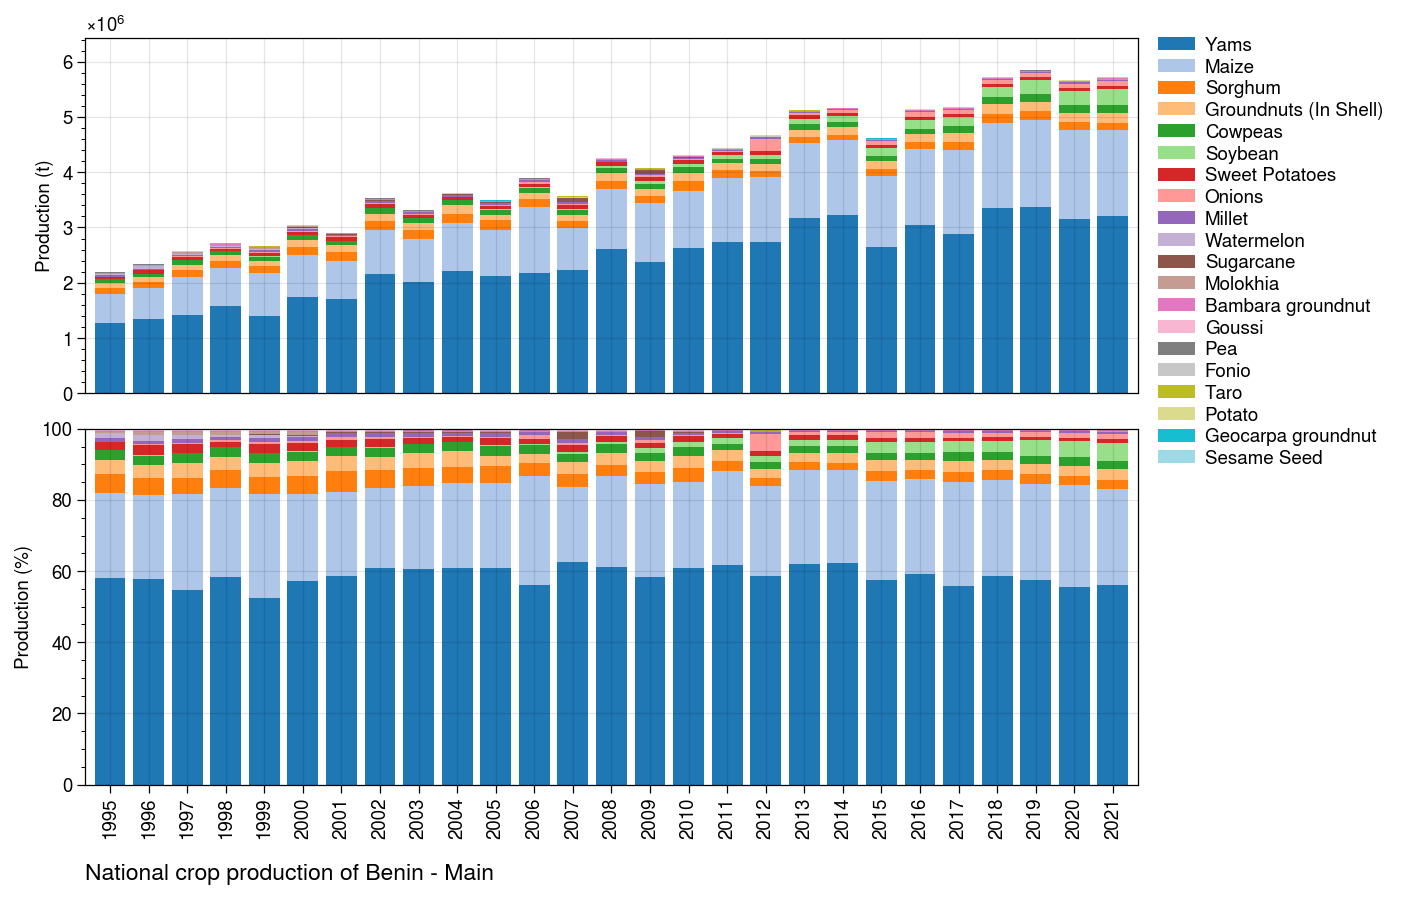 ×10⁶
6
5
4
3
2
1
0
Production (t)
Yams
Maize
Sorghum
Groundnuts (In Shell)
Cowpeas
Soybean
Sweet Potatoes
Onions
Millet
Watermelon
Sugarcane
Molokhia
Bambara groundnut
Goussi
Pea
Fonio
Taro
Potato
Geocarpa groundnut
Sesame Seed
100
80
60
40
20
0
Production (%)
1995 1996 1997 1998 1999 2000 2001 2002 2003 2004 2005 2006 2007 2008 2009 2010 2011 2012 2013 2014 2015 2016 2017 2018 2019 2020 2021
National crop production of Benin - Main